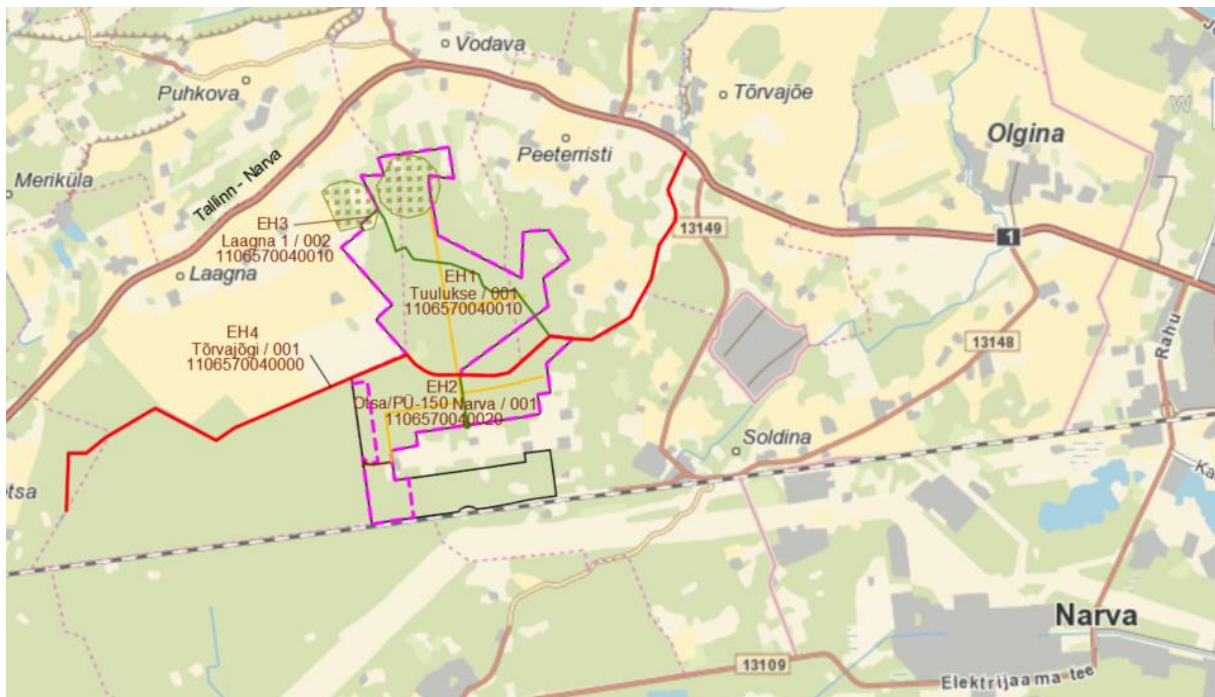 Vodava
Puhkova
Tõrvajõe
Olgina
Peeterristi
Meriküla
Tallinn - Narva
EH3
Laagna 1 / 002
1106570040010
13149
1
Laagna
EH1
Tuulukse / 001
1106570040010
EH4
Tõrvajõgi / 001
1106570040000
13148
Rahu
EH2
Otsa/PÜ-150 Narva / 001
1106570040020
Soldina
otsa
Ka
Narva
13109
Elektrijaama tee